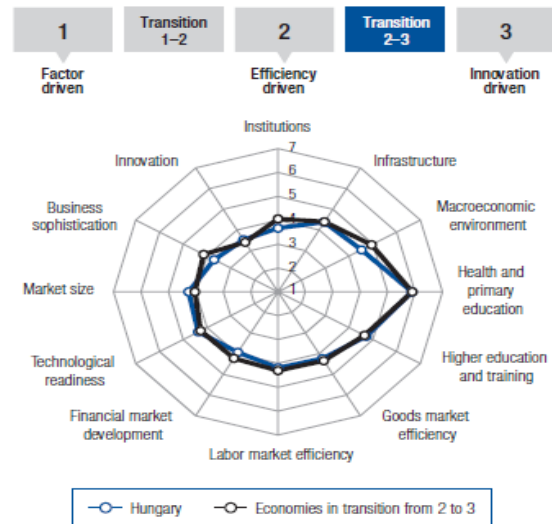 1
Transition
1–2
2
Transition
2–3
3
Factor
driven
Efficiency
driven
Innovation
driven
Institutions
7
6
5
4
3
2
1
Infrastructure
Macroeconomic
environment
Health and
primary
education
Higher education
and training
Goods market
efficiency
Labor market efficiency
Financial market
development
Technological
readiness
Market size
Business
sophistication
Innovation
Hungary
Economies in transition from 2 to 3